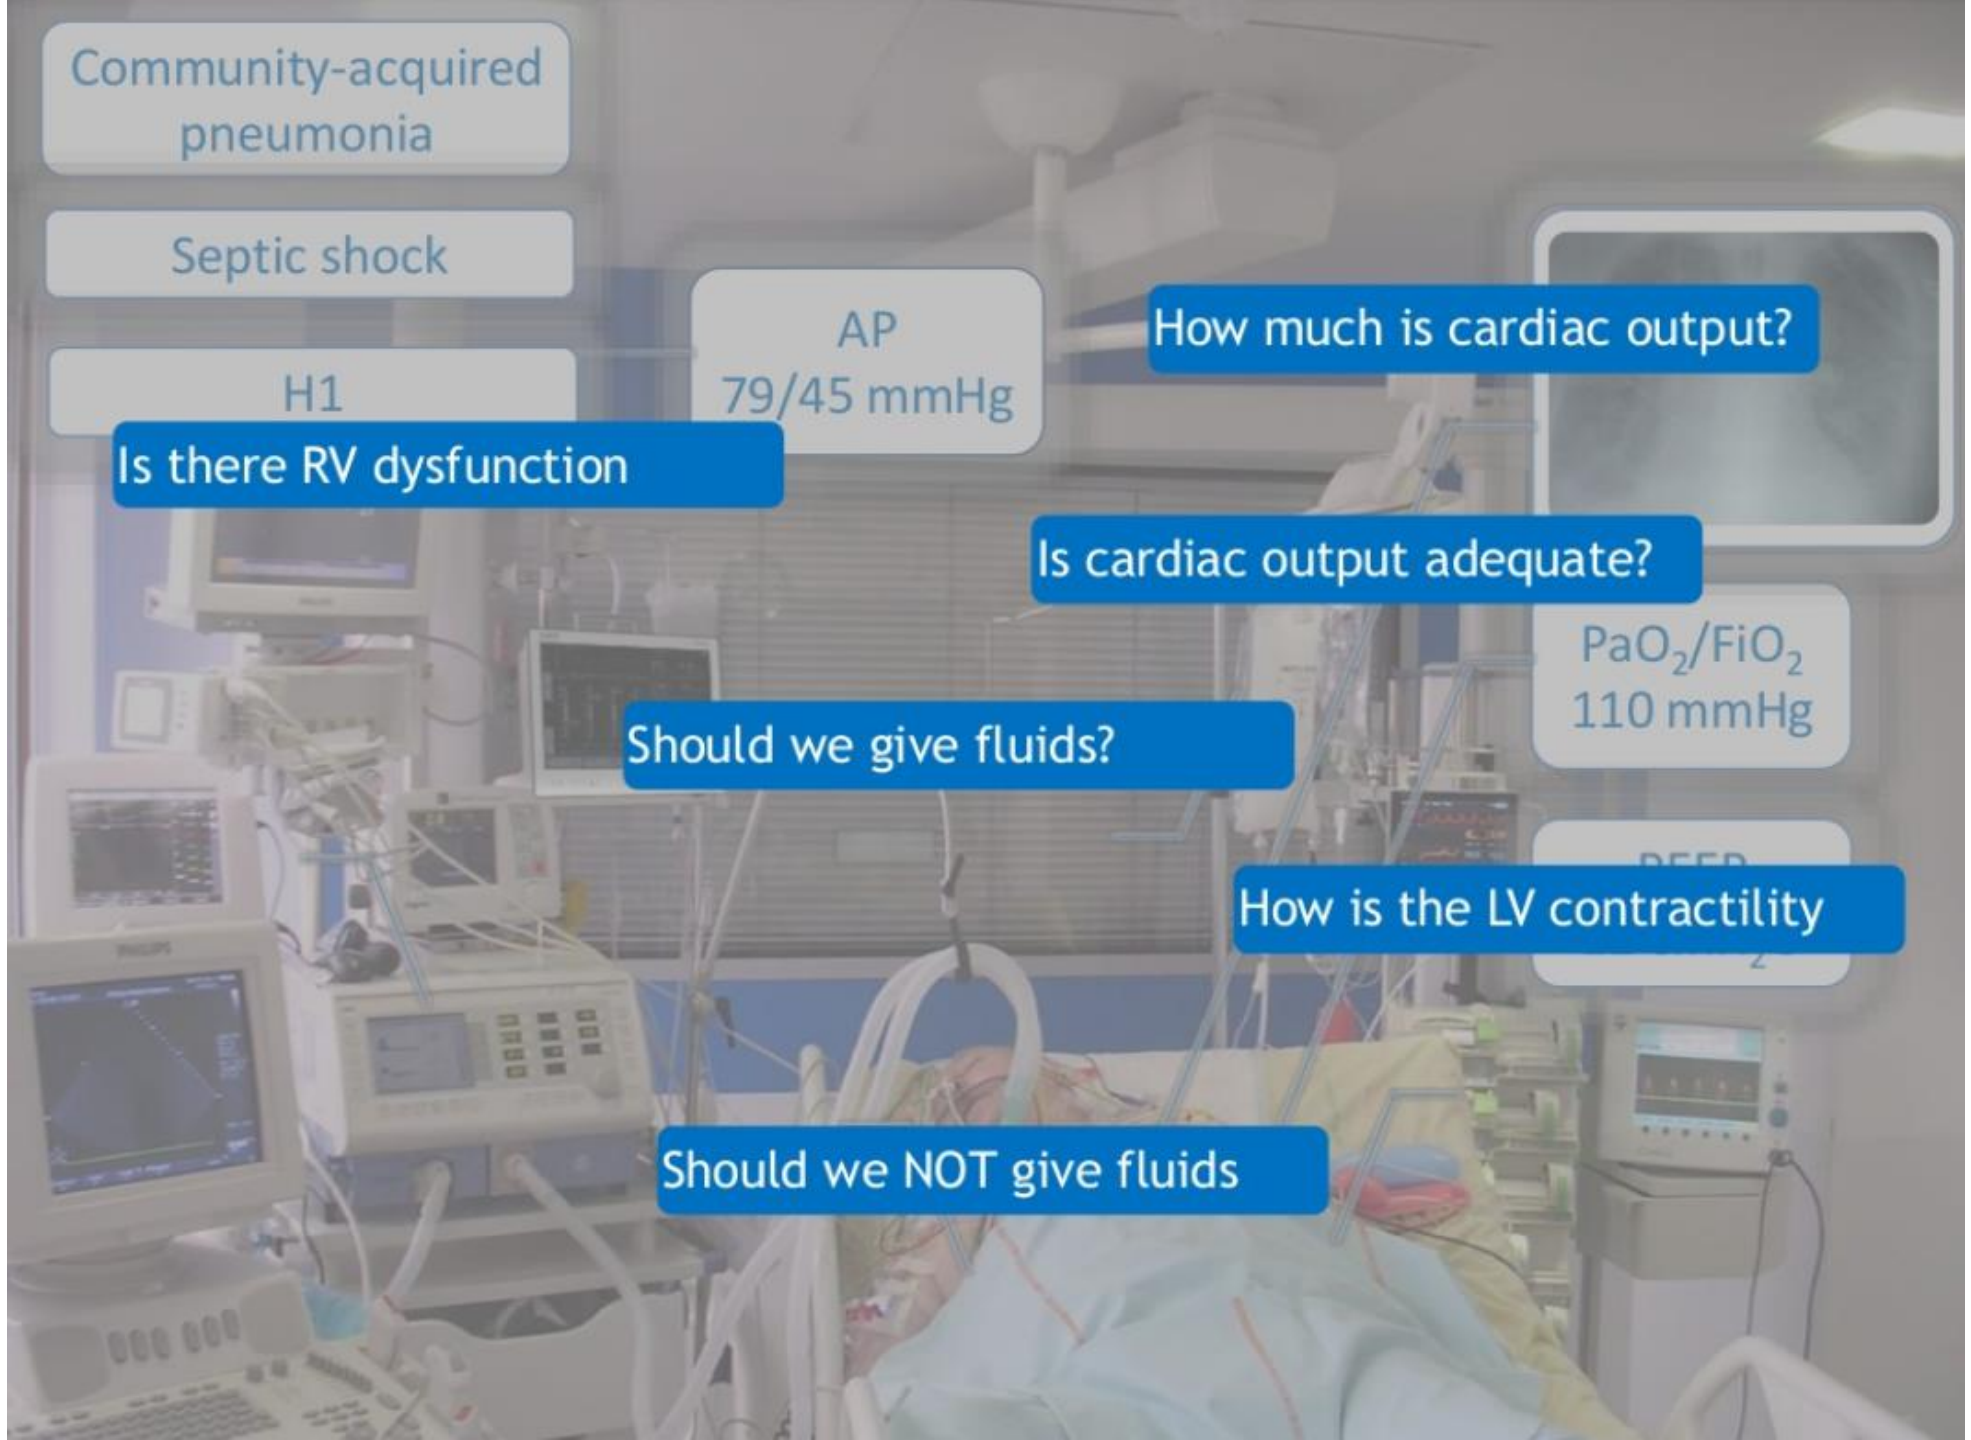 Community-acquired
pneumonia
Septic shock
H1
AP
79/45 mmHg
How much is cardiac output?
Is there RV dysfunction
Is cardiac output adequate?
PaO₂/FiO₂
110 mmHg
Should we give fluids?
How is the LV contractility
Should we NOT give fluids
PHILIPS